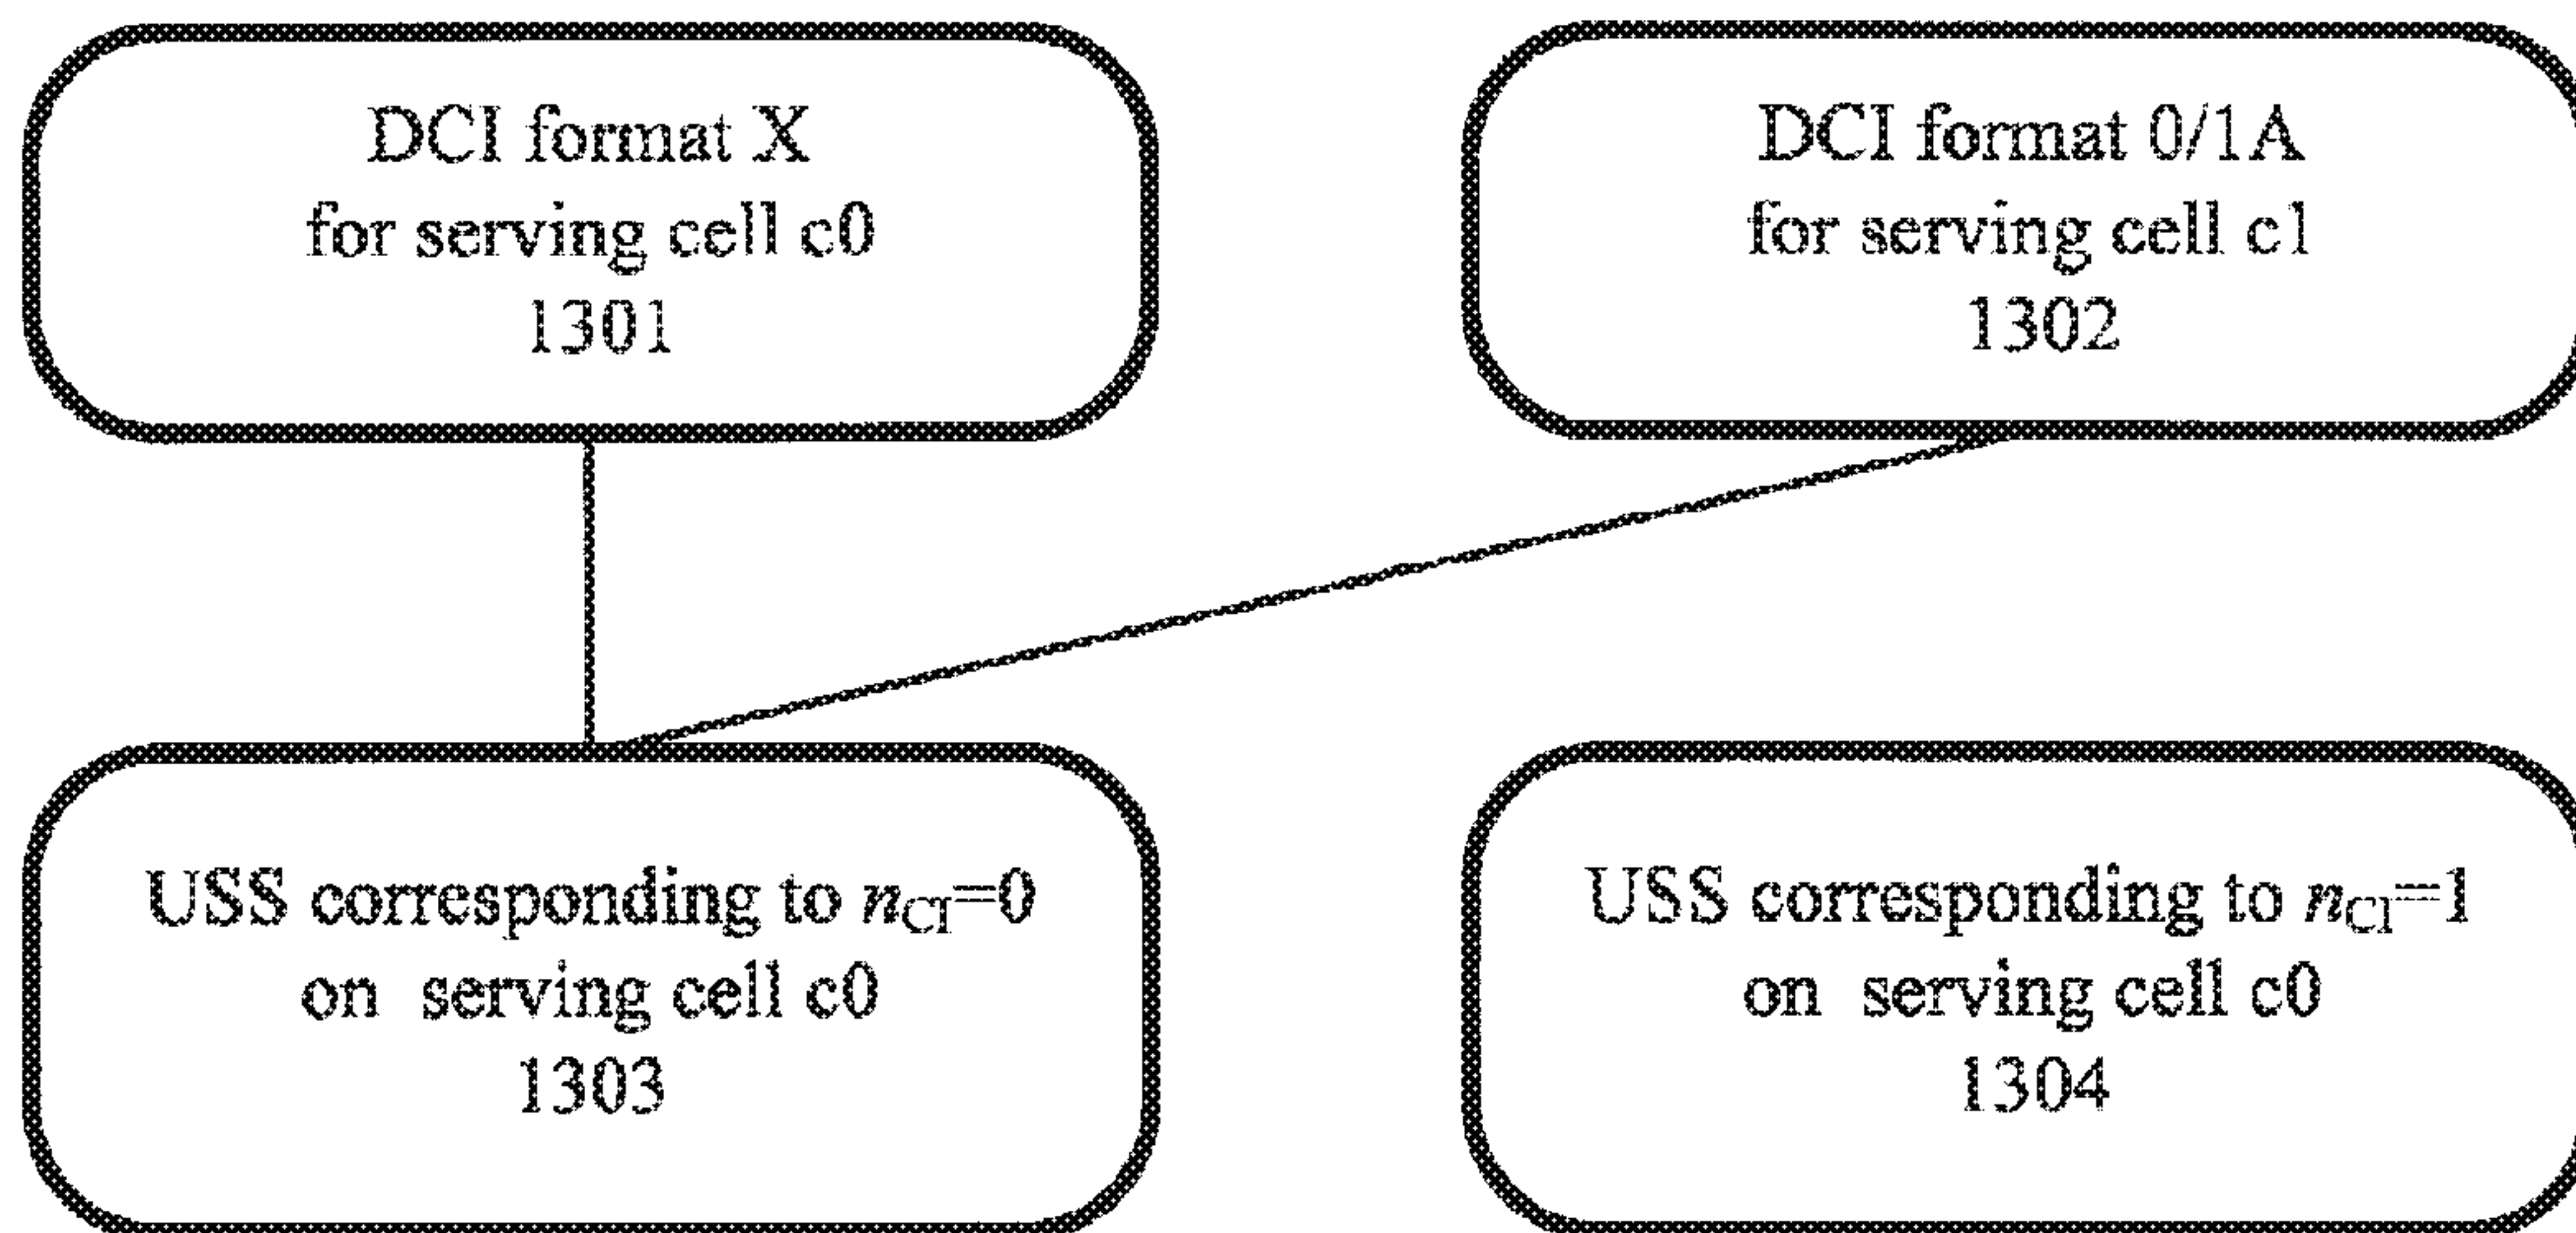 DCI format X
for serving cell c0
1301
DCI format 0/1A
for serving cell c1
1302
USS corresponding to nCI=0
on serving cell c0
1303
USS corresponding to nCI=1
on serving cell c0
1304